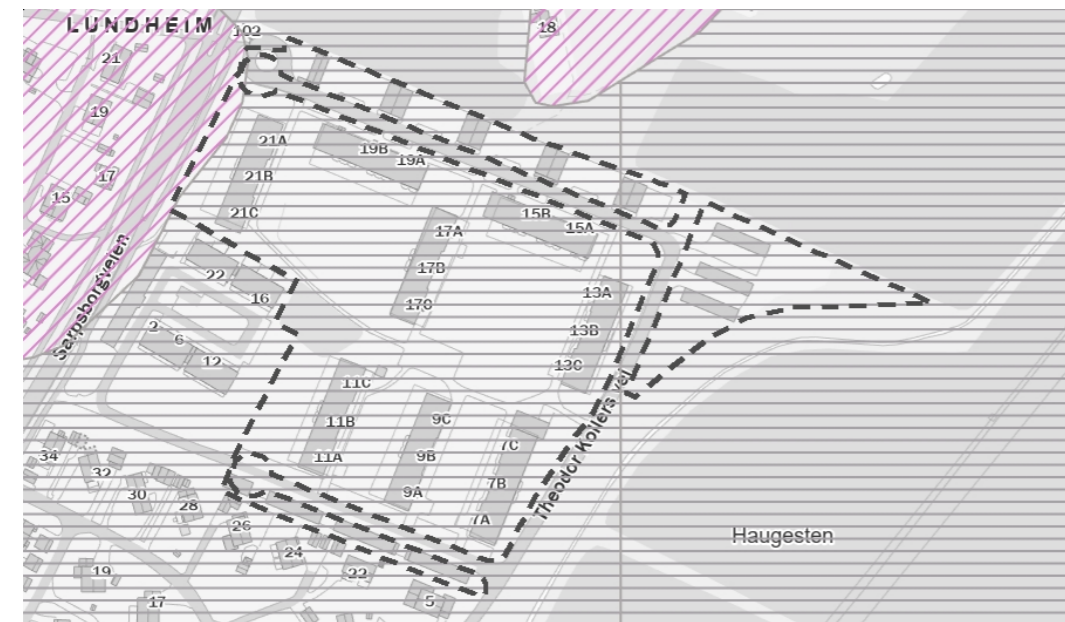 LUNDHEIM
102
18
21
19
17
15
21A
21B
21C
19B
19A
15B
15A
17A
17B
17C
13A
13B
13C
22
16
2
6
12
Sarpsborgveien
11C
11B
11A
9C
9B
9A
7C
7B
7A
Theodor Kollers vei
34
32
30
28
26
24
22
5
19
17
Haugesten